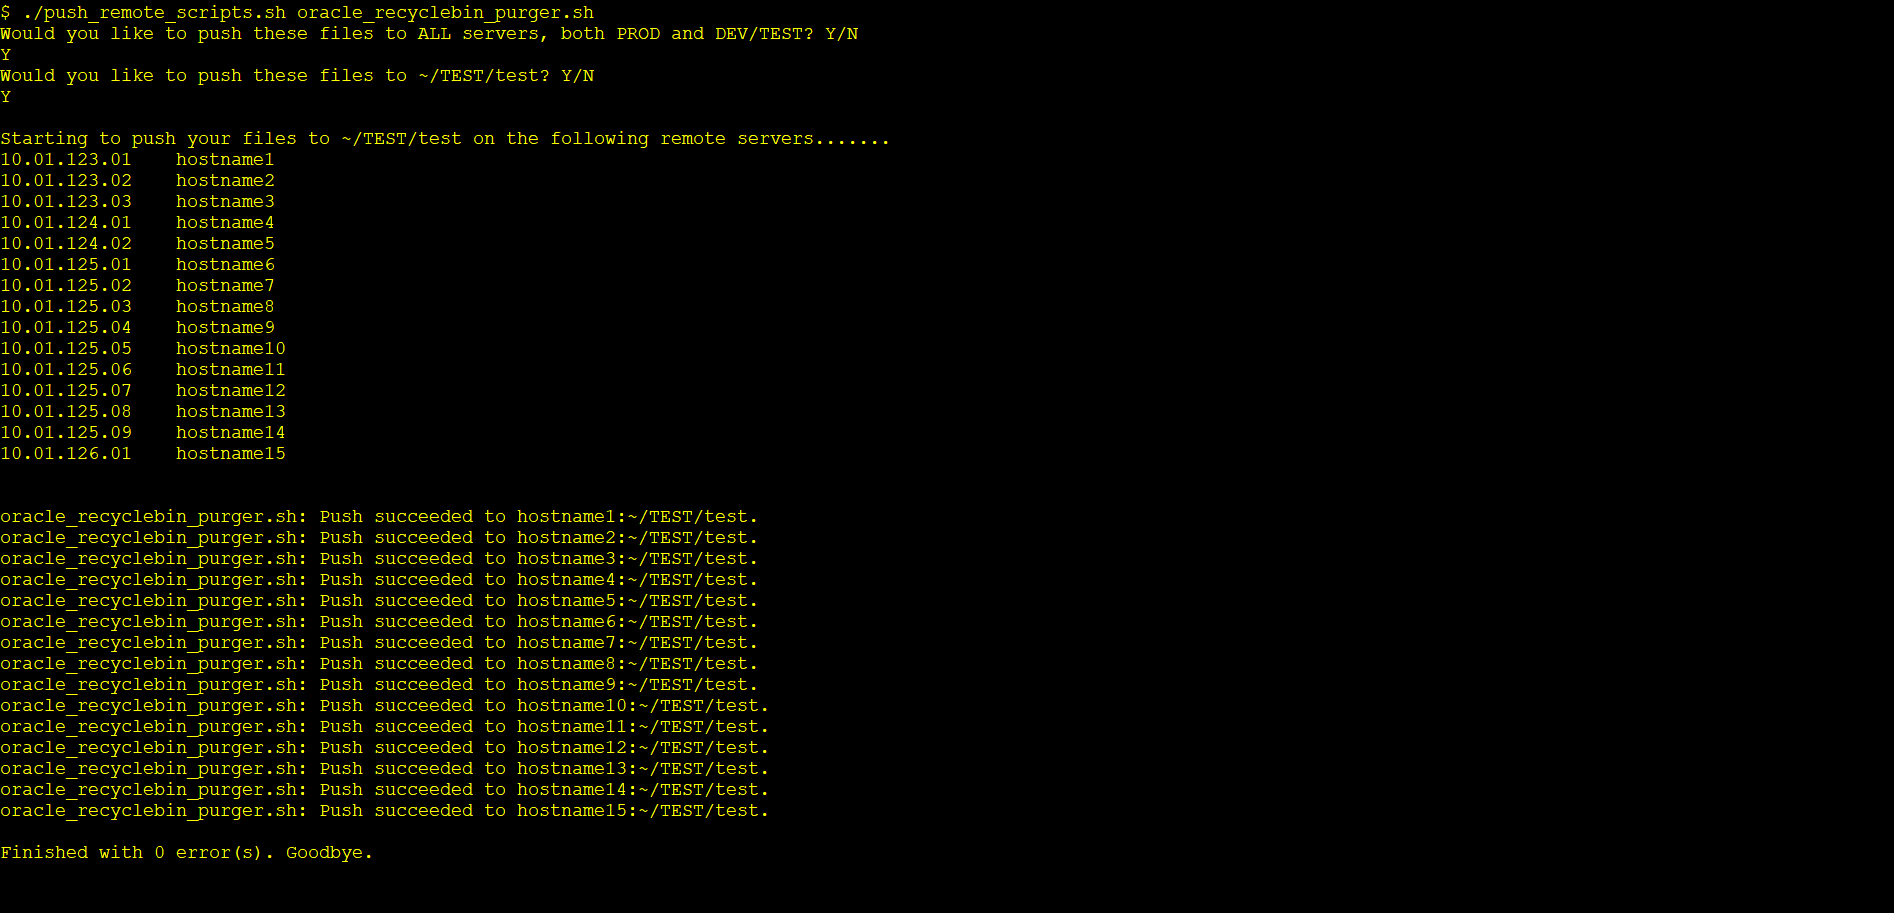 $ ./push_remote_scripts.sh oracle_recyclebin_purger.sh
Would you like to push these files to ALL servers, both PROD and DEV/TEST? Y/N
Y
Would you like to push these files to ~/TEST/test? Y/N
Y
Starting to push your files to ~/TEST/test on the following remote servers.......
10.01.123.01    hostname1
10.01.123.02    hostname2
10.01.123.03    hostname3
10.01.124.01    hostname4
10.01.124.02    hostname5
10.01.125.01    hostname6
10.01.125.02    hostname7
10.01.125.03    hostname8
10.01.125.04    hostname9
10.01.125.05    hostname10
10.01.125.06    hostname11
10.01.125.07    hostname12
10.01.125.08    hostname13
10.01.125.09    hostname14
10.01.126.01    hostname15
oracle_recyclebin_purger.sh: Push succeeded to hostname1:~/TEST/test.
oracle_recyclebin_purger.sh: Push succeeded to hostname2:~/TEST/test.
oracle_recyclebin_purger.sh: Push succeeded to hostname3:~/TEST/test.
oracle_recyclebin_purger.sh: Push succeeded to hostname4:~/TEST/test.
oracle_recyclebin_purger.sh: Push succeeded to hostname5:~/TEST/test.
oracle_recyclebin_purger.sh: Push succeeded to hostname6:~/TEST/test.
oracle_recyclebin_purger.sh: Push succeeded to hostname7:~/TEST/test.
oracle_recyclebin_purger.sh: Push succeeded to hostname8:~/TEST/test.
oracle_recyclebin_purger.sh: Push succeeded to hostname9:~/TEST/test.
oracle_recyclebin_purger.sh: Push succeeded to hostname10:~/TEST/test.
oracle_recyclebin_purger.sh: Push succeeded to hostname11:~/TEST/test.
oracle_recyclebin_purger.sh: Push succeeded to hostname12:~/TEST/test.
oracle_recyclebin_purger.sh: Push succeeded to hostname13:~/TEST/test.
oracle_recyclebin_purger.sh: Push succeeded to hostname14:~/TEST/test.
oracle_recyclebin_purger.sh: Push succeeded to hostname15:~/TEST/test.
Finished with 0 error(s). Goodbye.